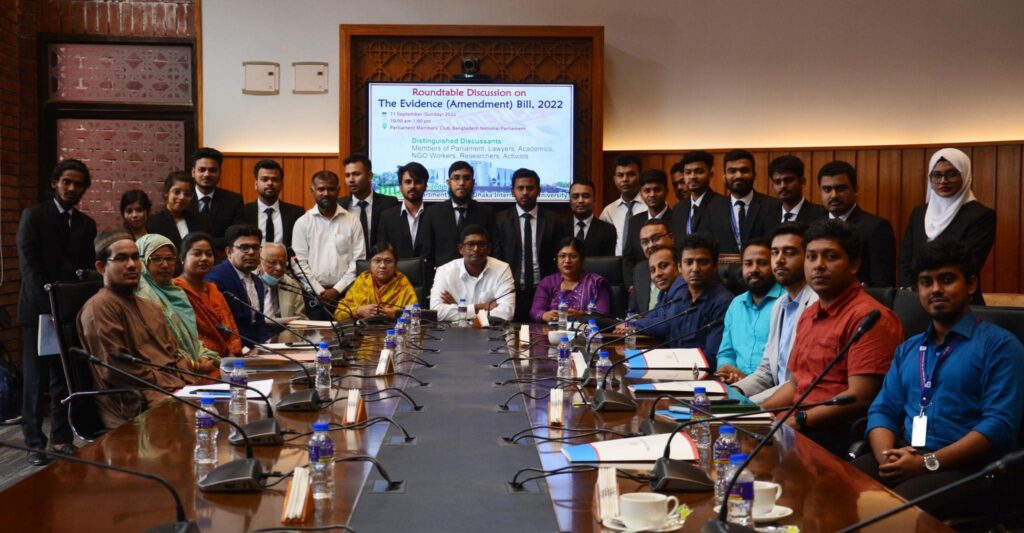 Roundtable Discussion on
The Evidence (Amendment) Bill, 2022
11 September (Sunday) 2022
10:00 am-1:00 pm
Parliament Members' Club, Bangladesh National Parliament
Distinguished Discussants:
Members of Parliament, Lawyers, Academics,
NGO Workers, Researchers, Activists
Dhaka International University